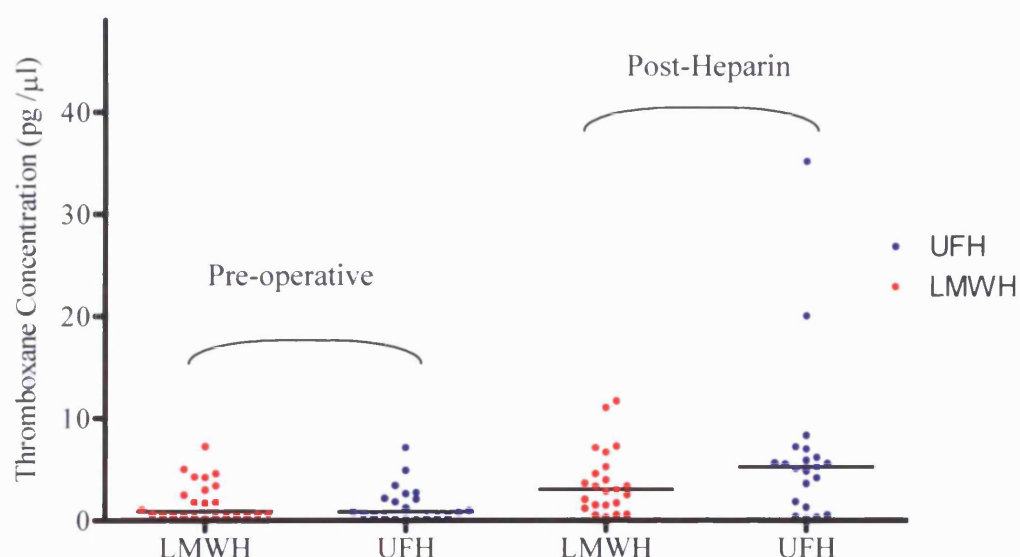 Post-Heparin
Pre-operative
Thromboxane Concentration (pg /μl)
40
30
20
10
0
LMWH
UFH
LMWH
UFH
UFH
LMWH